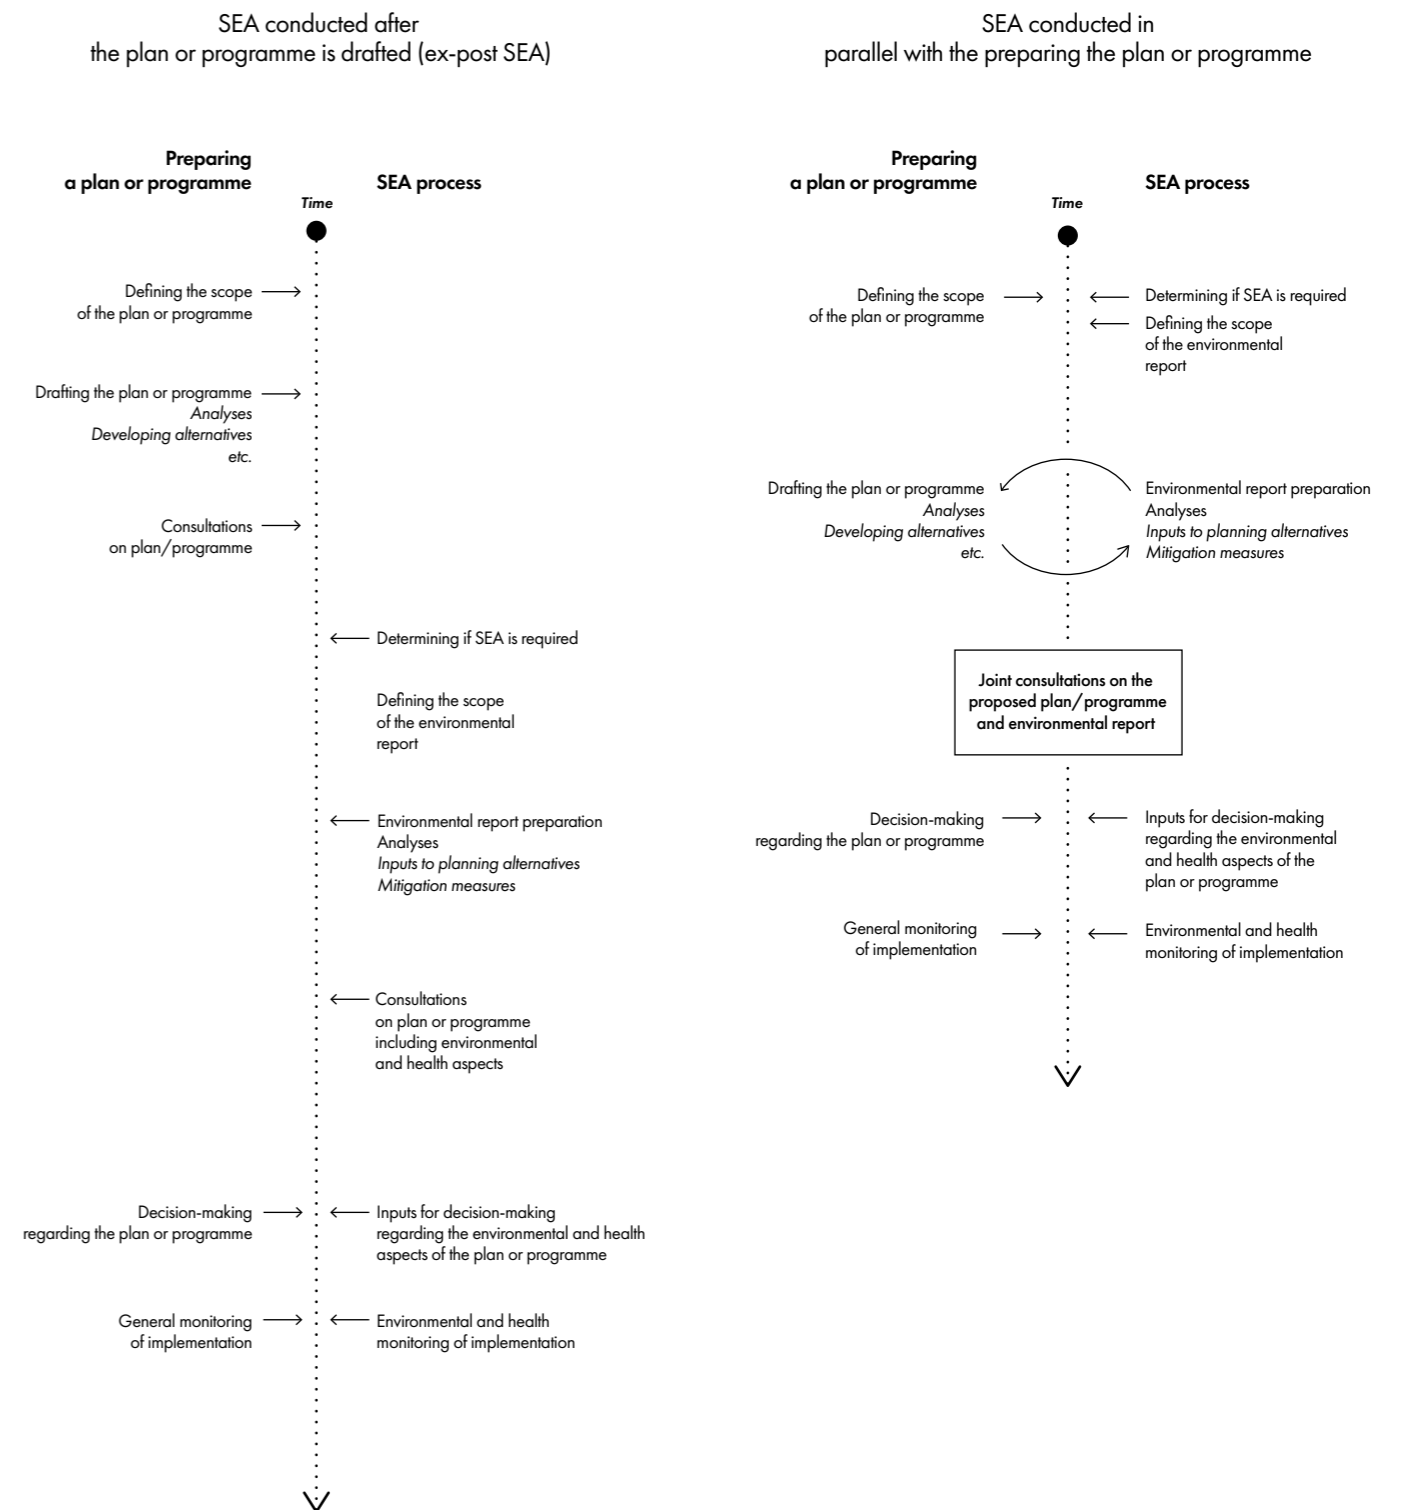 SEA conducted after
the plan or programme is drafted (ex-post SEA)
Preparing
a plan or programme
SEA process
Time
Defining the scope
of the plan or programme
Drafting the plan or programme
Analyses
Developing alternatives
etc.
Consultations
on plan/programme
Determining if SEA is required
Defining the scope
of the environmental
report
Environmental report preparation
Analyses
Inputs to planning alternatives
Mitigation measures
Consultations
on plan or programme
including environmental
and health aspects
Decision-making
regarding the plan or programme
Inputs for decision-making
regarding the environmental and health
aspects of the plan or programme
General monitoring
of implementation
Environmental and health
monitoring of implementation
SEA conducted in
parallel with the preparing the plan or programme
Preparing
a plan or programme
SEA process
Time
Defining the scope
of the plan or programme
Determining if SEA is required
Defining the scope
of the environmental
report
Drafting the plan or programme
Analyses
Developing alternatives
etc.
Environmental report preparation
Analyses
Inputs to planning alternatives
Mitigation measures
Joint consultations on the
proposed plan/programme
and environmental report
Decision-making
regarding the plan or programme
Inputs for decision-making
regarding the environmental
and health aspects of the
plan or programme
General monitoring
of implementation
Environmental and health
monitoring of implementation